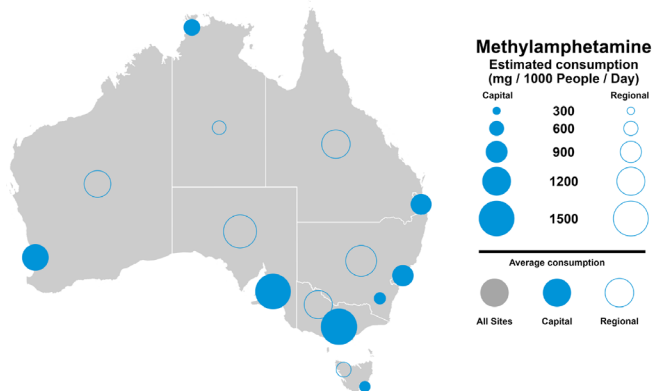 Methylamphetamine
Estimated consumption
(mg / 1000 People / Day)
Capital Regional
300
600
900
1200
1500
Average consumption
All Sites Capital Regional